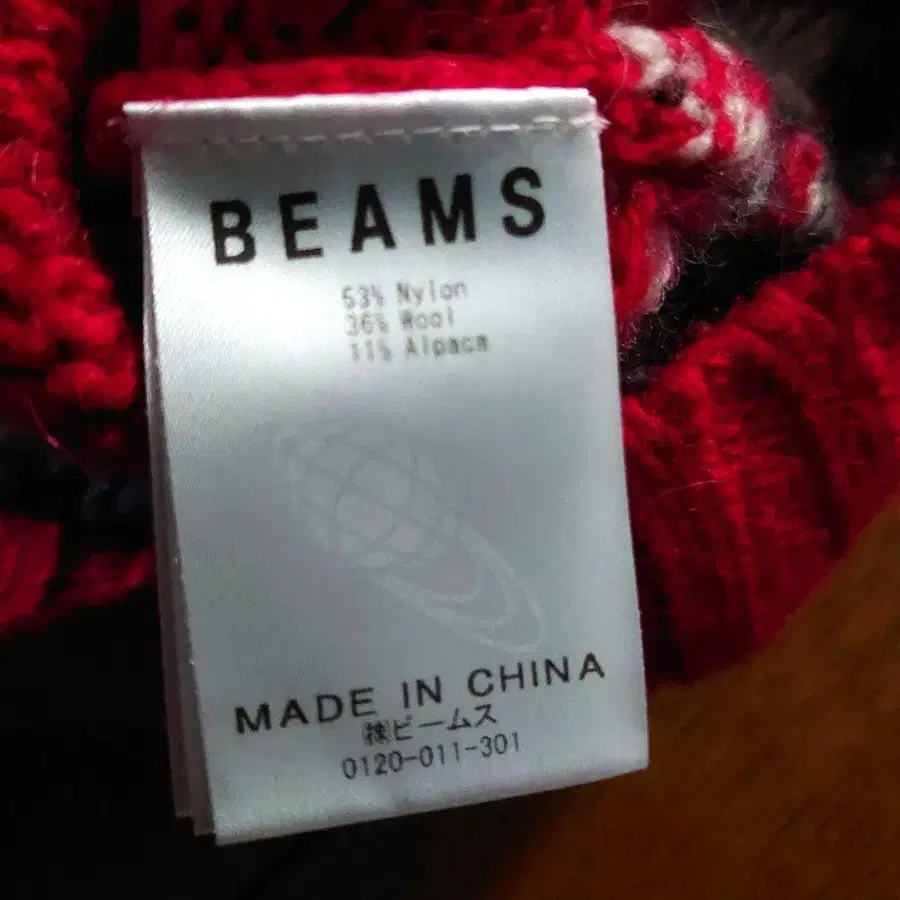 BEAMS
53% Nylon
36% Wool
11% Alpaca
MADE IN CHINA
㈱ビームス
0120-011-301